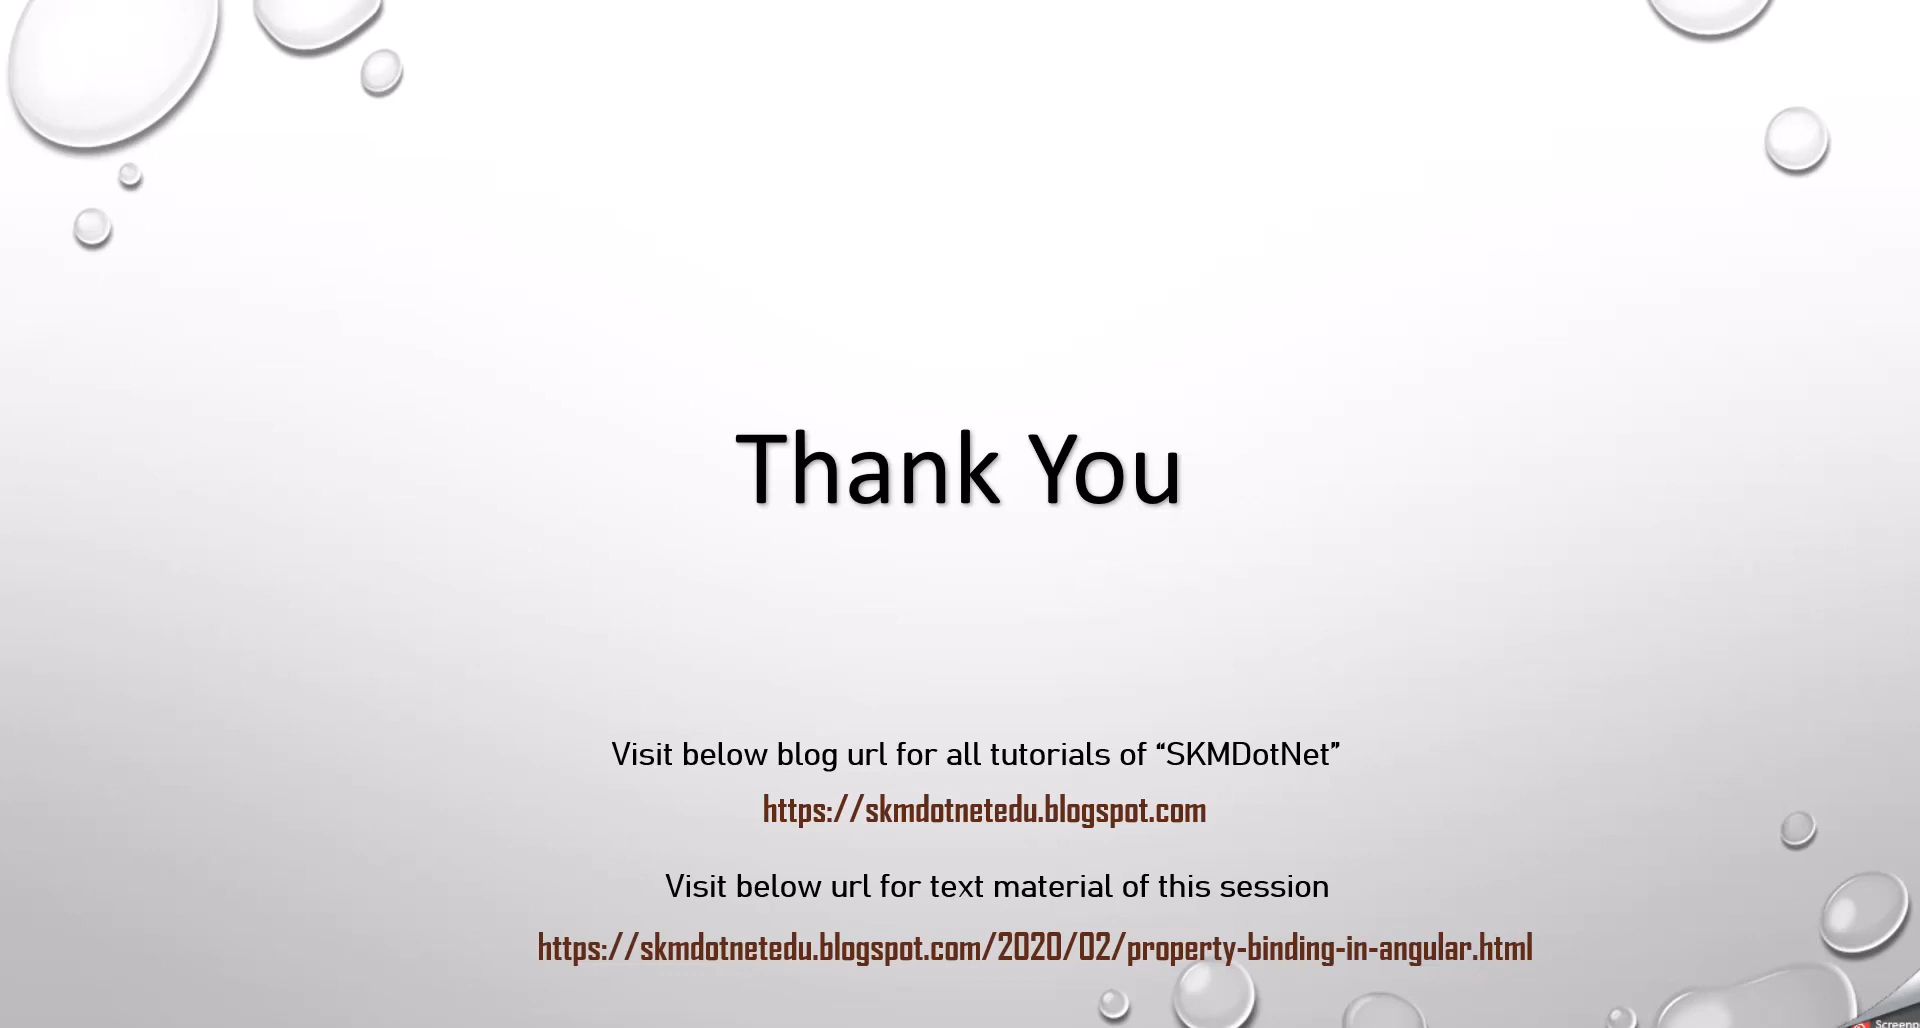 Thank You
Visit below blog url for all tutorials of “SKMDotNet”
https://skmdotnetedu.blogspot.com
Visit below url for text material of this session
https://skmdotnetedu.blogspot.com/2020/02/property-binding-in-angular.html